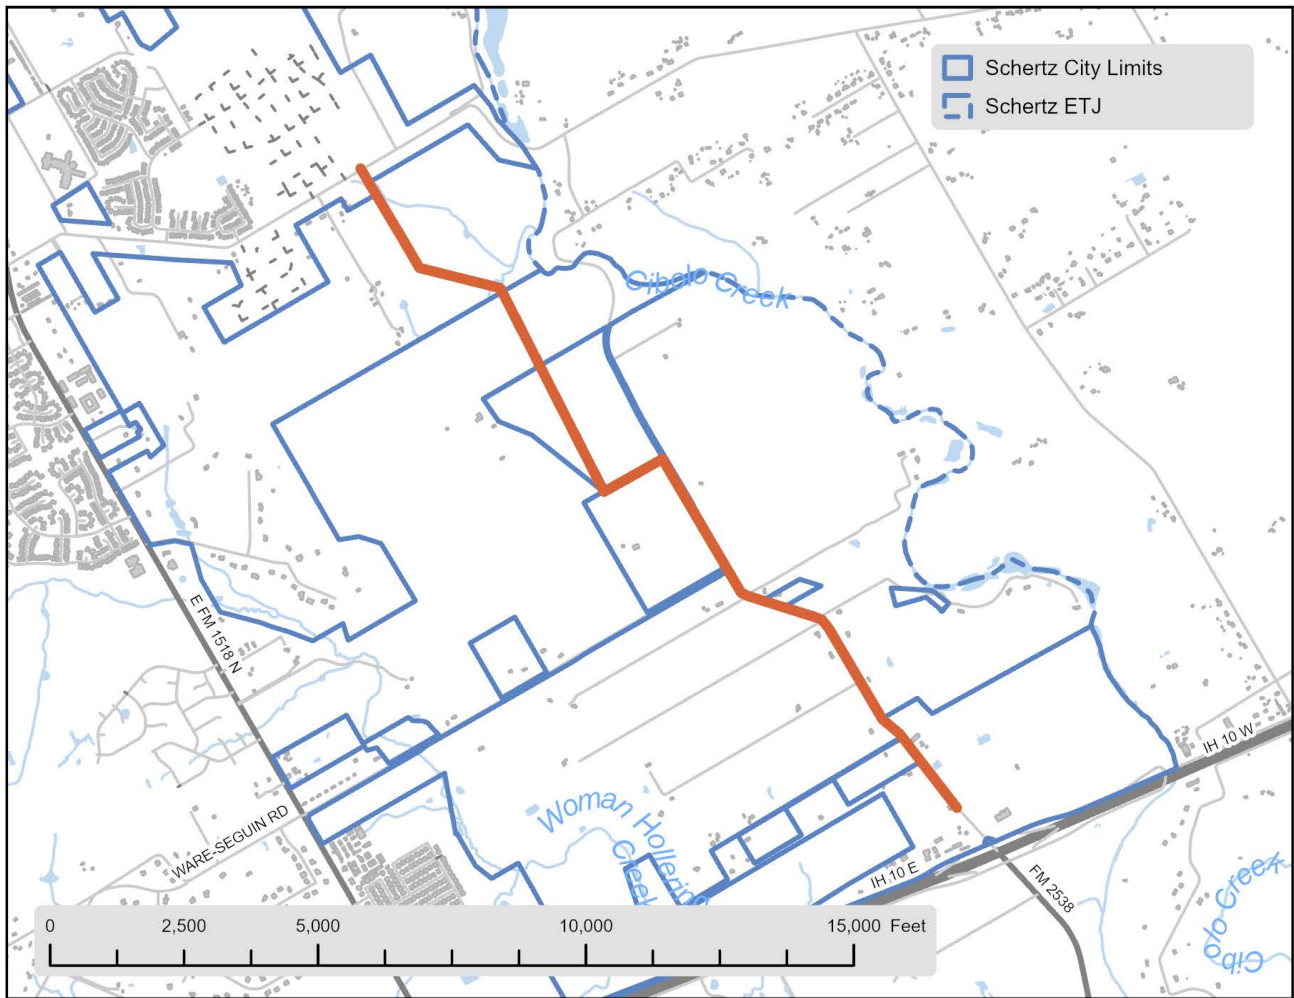 Schertz City Limits
Schertz ETJ
Cibolo Creek
E FM 1518 N
IH 10 W
WARE-SEGUIN RD
Woman Hollering
Creek
IH 10 E
FM 2538
Cibolo Creek
0 2,500 5,000 10,000 15,000 Feet